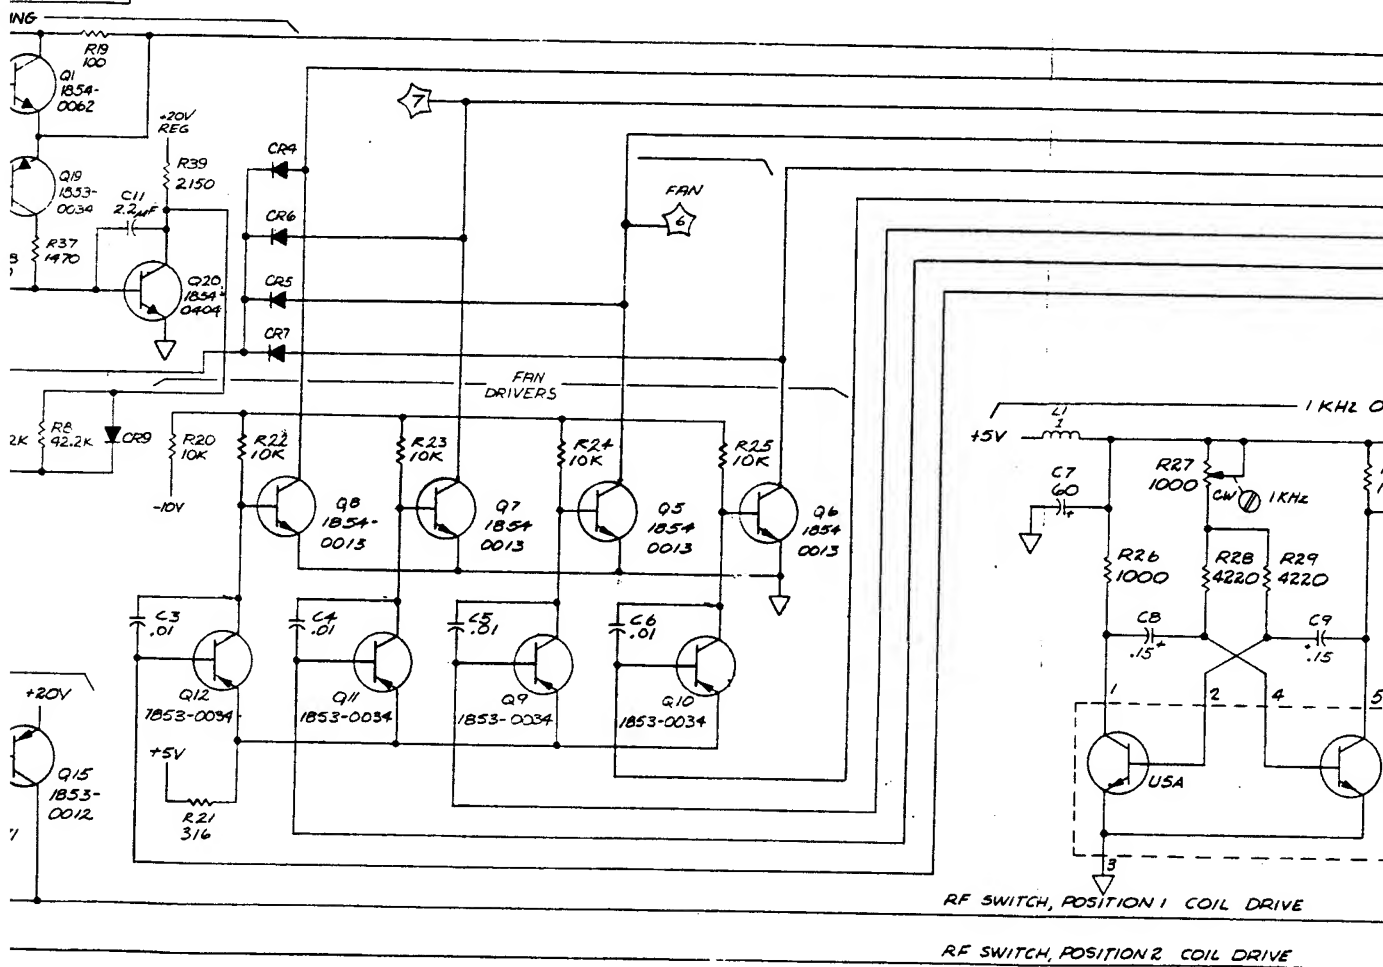 ING
R19
100
Q1
1854-
0062
+20V
REG
7
CR4
R39
2150
Q19
1853-
0034
C11
2.2μF
FAN
6
CR6
R37
1470
Q20
1854-
0404
CR5
CR7
FAN
DRIVERS
1 KHZ O
2K
R8
42.2K
CR9
R20
10K
R22
10K
R23
10K
R24
10K
R25
10K
-10V
L1
1
+5V
C7
60
+
R27
1000
CW
1KHz
Q8
1854-
0013
Q7
1854
0013
Q5
1854
0013
Q6
1854
0013
R26
1000
R28
4220
R29
4220
C3
.01
C4
.01
C5
.01
C6
.01
C8
.15
+
C9
+
.15
Q12
1853-0034
Q11
1853-0034
Q9
1853-0034
Q10
1853-0034
+20V
1
2
4
5
Q15
1853-
0012
+5V
R21
316
U5A
3
RF SWITCH, POSITION 1 COIL DRIVE
RF SWITCH, POSITION 2 COIL DRIVE